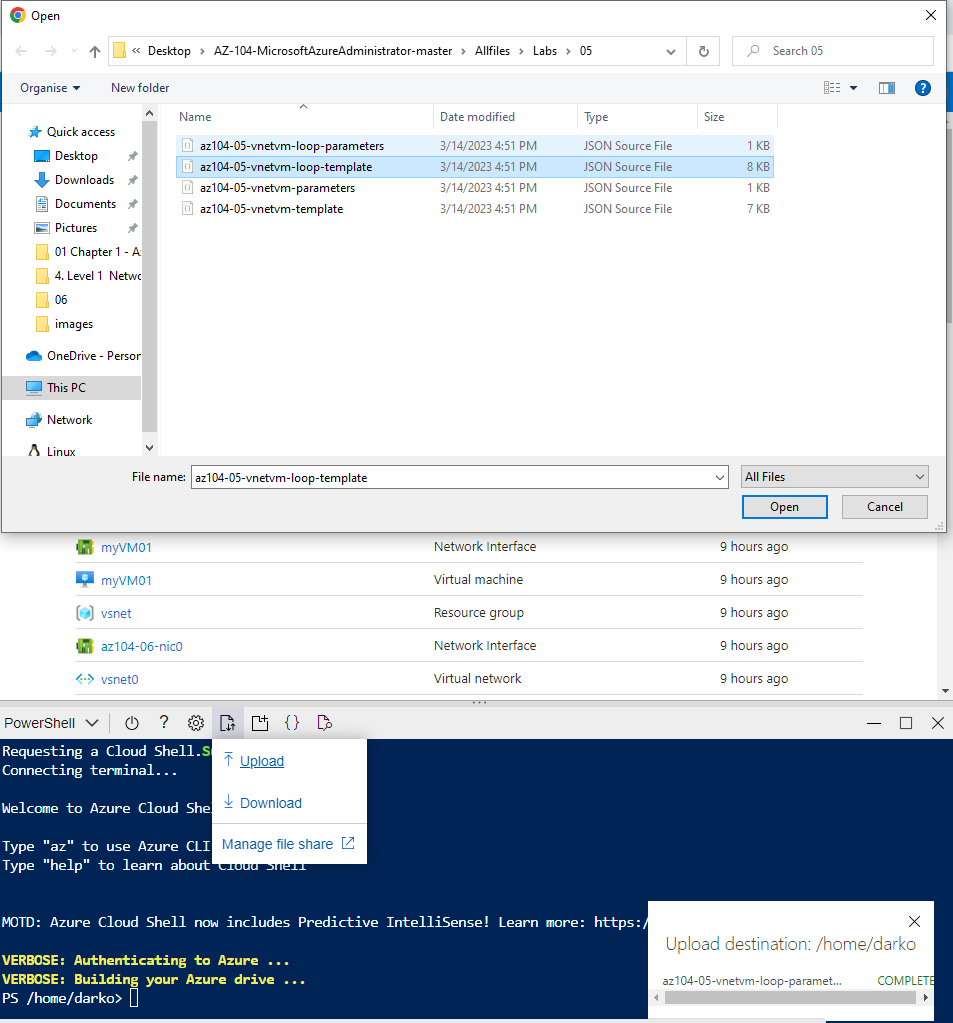 Open
« Desktop > AZ-104-MicrosoftAzureAdministrator-master > Allfiles > Labs > 05
Search 05
Organise New folder
Name Date modified Type Size
az104-05-vnetvm-loop-parameters 3/14/2023 4:51 PM JSON Source File 1 KB
az104-05-vnetvm-loop-template 3/14/2023 4:51 PM JSON Source File 8 KB
az104-05-vnetvm-parameters 3/14/2023 4:51 PM JSON Source File 1 KB
az104-05-vnetvm-template 3/14/2023 4:51 PM JSON Source File 7 KB
Quick access
Desktop
Downloads
Documents
Pictures
01 Chapter 1 - A
4. Level 1 Netwo
06
images
OneDrive - Person
This PC
Network
Linux
File name: az104-05-vnetvm-loop-template All Files
Open Cancel
myVM01 Network Interface 9 hours ago
myVM01 Virtual machine 9 hours ago
vsnet Resource group 9 hours ago
az104-06-nic0 Network Interface 9 hours ago
vsnet0 Virtual network 9 hours ago
PowerShell ? { }
Requesting a Cloud Shell.S
Connecting terminal...
Welcome to Azure Cloud She
Type "az" to use Azure CLI
Type "help" to learn about Cloud Shell
Upload
Download
Manage file share
MOTD: Azure Cloud Shell now includes Predictive IntelliSense! Learn more: https:/
VERBOSE: Authenticating to Azure ...
VERBOSE: Building your Azure drive ...
PS /home/darko>
Upload destination: /home/darko
az104-05-vnetvm-loop-paramet... COMPLETE